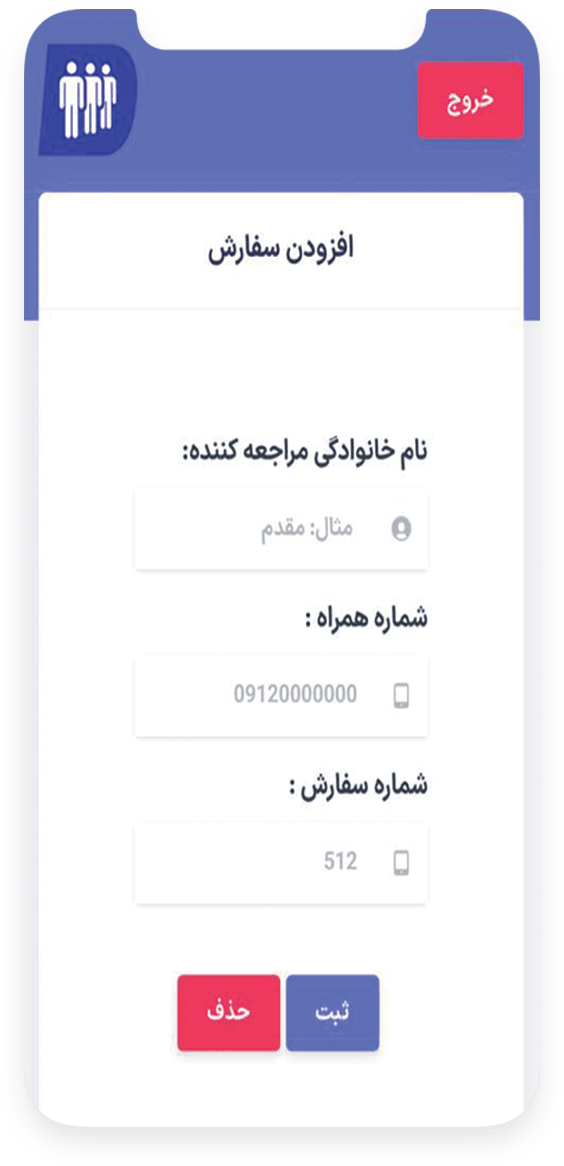 خروج
افزودن سفارش
نام خانوادگی مراجعه کننده:
مثال: مقدم
شماره همراه :
09120000000
شماره سفارش :
512
ثبت
حذف